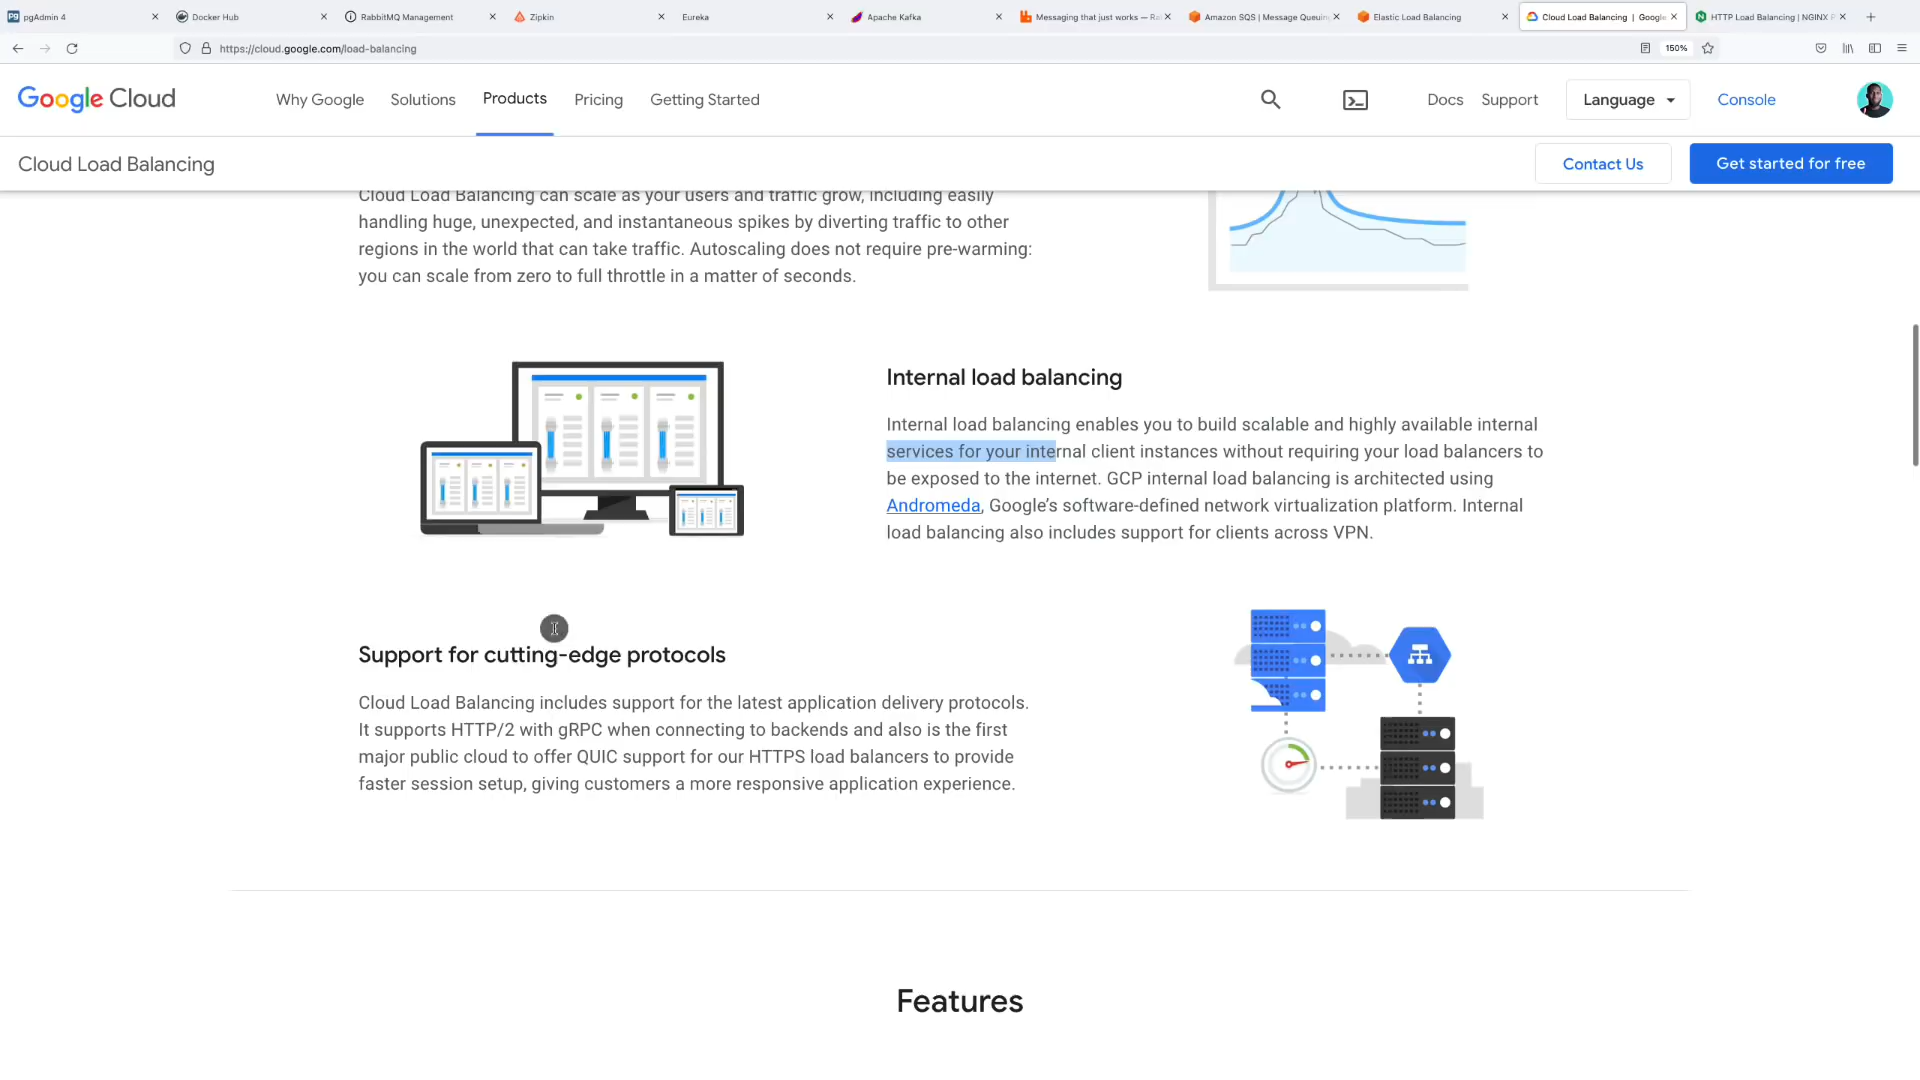 pgAdmin 4
Docker Hub
RabbitMQ Management
Zipkin
Eureka
Apache Kafka
Messaging that just works — Ra
Amazon SQS | Message Queuin
Elastic Load Balancing
Cloud Load Balancing | Google
HTTP Load Balancing | NGINX P
https://cloud.google.com/load-balancing
150%
Google Cloud
Why Google
Solutions
Products
Pricing
Getting Started
Docs
Support
Language
Console
Cloud Load Balancing
Contact Us
Get started for free
Cloud Load Balancing can scale as your users and traffic grow, including easily
handling huge, unexpected, and instantaneous spikes by diverting traffic to other
regions in the world that can take traffic. Autoscaling does not require pre-warming:
you can scale from zero to full throttle in a matter of seconds.
Internal load balancing
Internal load balancing enables you to build scalable and highly available internal
services for your internal client instances without requiring your load balancers to
be exposed to the internet. GCP internal load balancing is architected using
Andromeda, Google’s software-defined network virtualization platform. Internal
load balancing also includes support for clients across VPN.
Support for cutting-edge protocols
Cloud Load Balancing includes support for the latest application delivery protocols.
It supports HTTP/2 with gRPC when connecting to backends and also is the first
major public cloud to offer QUIC support for our HTTPS load balancers to provide
faster session setup, giving customers a more responsive application experience.
Features